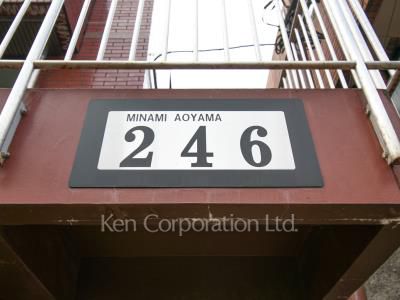 MINAMI AOYAMA
246
Ken Corporation Ltd.